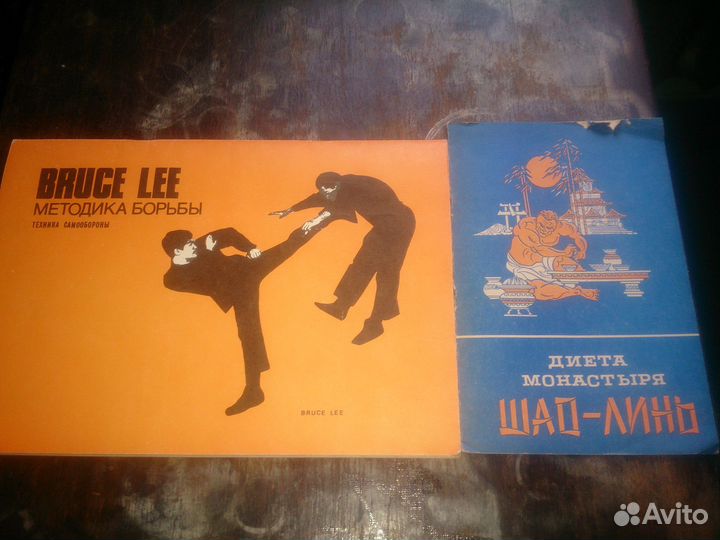 BRUCE LEE
МЕТОДИКА БОРЬБЫ
ТЕХНИКА САМООБОРОНЫ
BRUCE LEE
ДИЕТА
МОНАСТЫРЯ
ШАО-ЛИНЬ
Avito